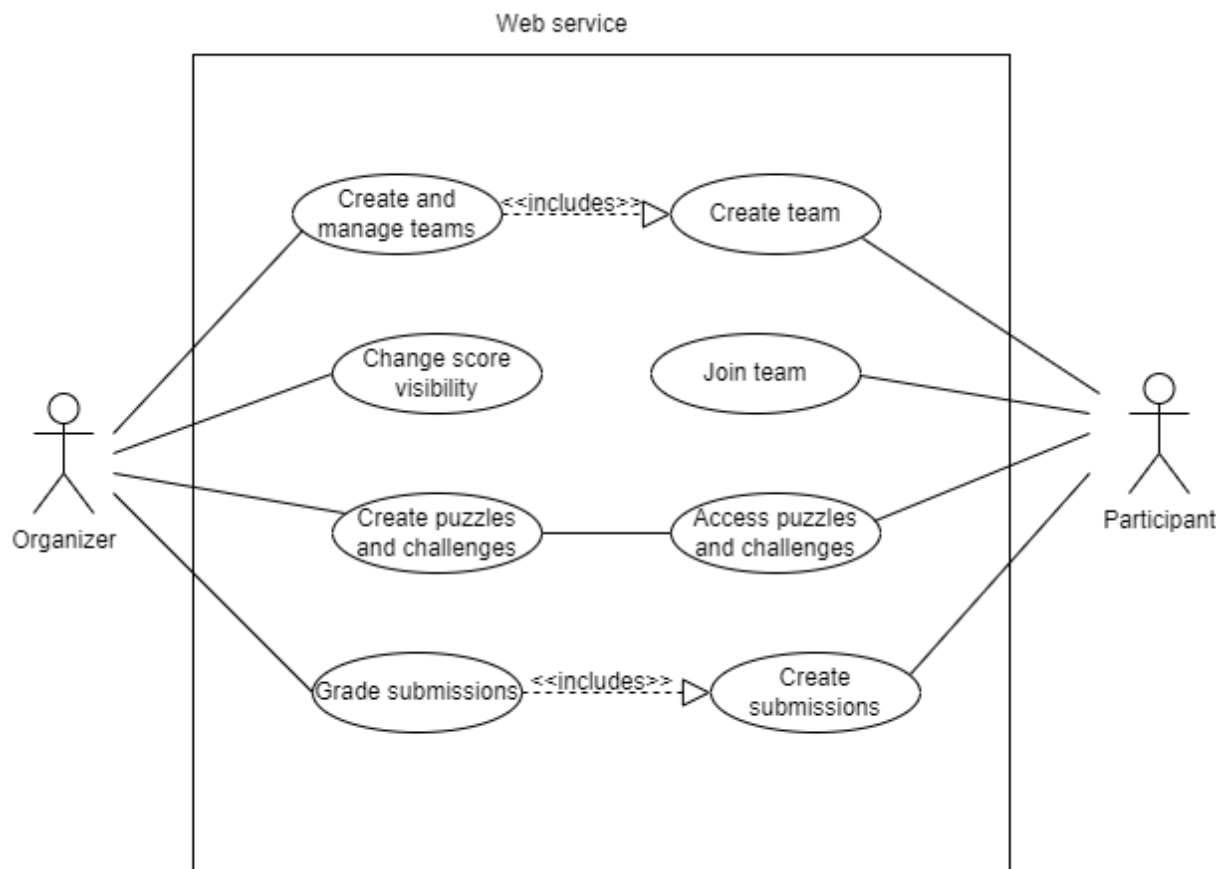 Web service
Create and
manage teams
<<includes>>
Create team
Change score
visibility
Join team
Organizer
Participant
Create puzzles
and challenges
Access puzzles
and challenges
Grade submissions
<<includes>>
Create
submissions